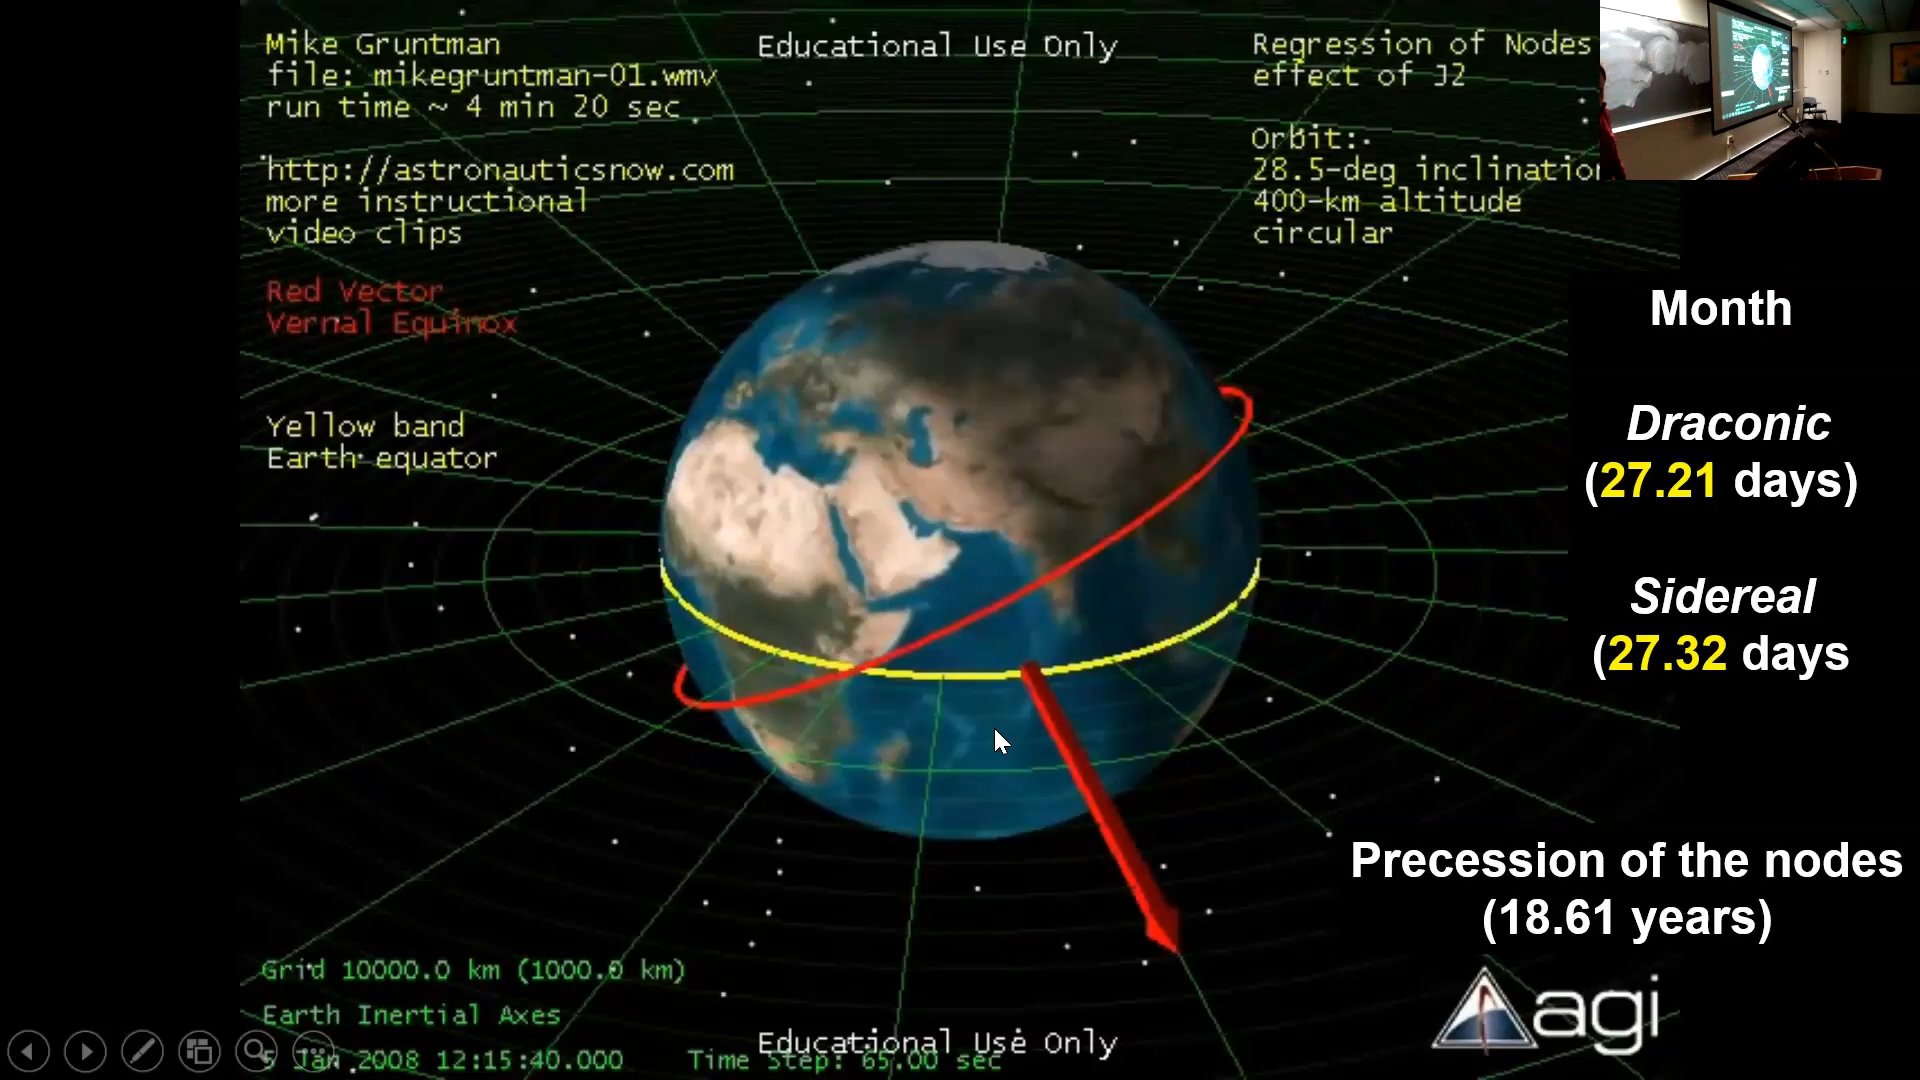 Mike Gruntman
file: mikegruntman-01.wmv
run time ~ 4 min 20 sec
http://astronauticsnow.com
more instructional
video clips
Red Vector
Vernal Equinox
Yellow band
Earth equator
Educational Use Only
Regression of Nodes
effect of J2
Orbit:
28.5-deg inclination
400-km altitude
circular
Month
Draconic
(27.21 days)
Sidereal
(27.32 days
Precession of the nodes
(18.61 years)
agi
Grid 10000.0 km (1000.0 km)
Earth Inertial Axes
5 Jan 2008 12:15:40.000
Time Step: 65.00 sec
Educational Use Only